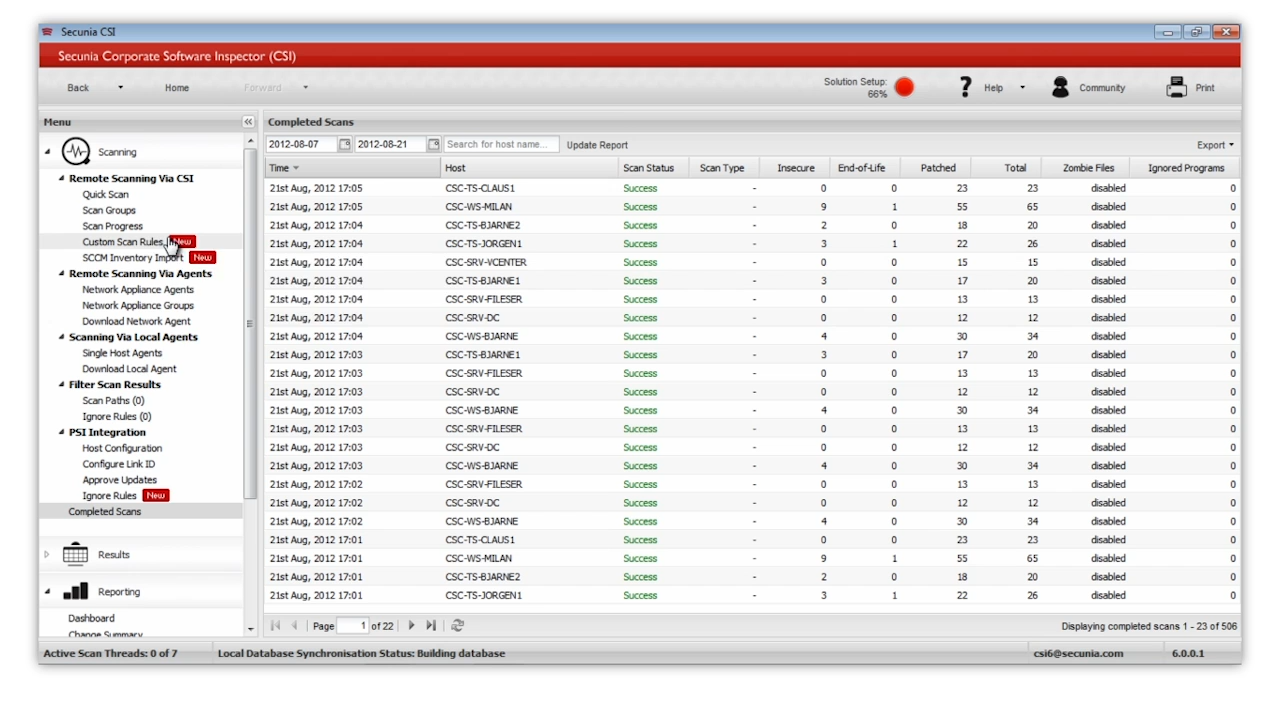 Secunia CSI
Secunia Corporate Software Inspector (CSI)
Back Home Forward Solution Setup: 66% Help Community Print
Menu
Scanning
Remote Scanning Via CSI
Quick Scan
Scan Groups
Scan Progress
Custom Scan Rules New
SCCM Inventory Import New
Remote Scanning Via Agents
Network Appliance Agents
Network Appliance Groups
Download Network Agent
Scanning Via Local Agents
Single Host Agents
Download Local Agent
Filter Scan Results
Scan Paths (0)
Ignore Rules (0)
PSI Integration
Host Configuration
Configure Link ID
Approve Updates
Ignore Rules New
Completed Scans
Results
Reporting
Dashboard
Change Summary
Completed Scans
2012-08-07 2012-08-21 Search for host name... Update Report Export
Time Host Scan Status Scan Type Insecure End-of-Life Patched Total Zombie Files Ignored Programs
21st Aug, 2012 17:05 CSC-TS-CLAUS1 Success - 0 0 23 23 disabled 0
21st Aug, 2012 17:05 CSC-WS-MILAN Success - 9 1 55 65 disabled 0
21st Aug, 2012 17:04 CSC-TS-BJARNE2 Success - 2 0 18 20 disabled 0
21st Aug, 2012 17:04 CSC-TS-JORGEN1 Success - 3 1 22 26 disabled 0
21st Aug, 2012 17:04 CSC-SRV-VCENTER Success - 0 0 15 15 disabled 0
21st Aug, 2012 17:04 CSC-TS-BJARNE1 Success - 3 0 17 20 disabled 0
21st Aug, 2012 17:04 CSC-SRV-FILESER Success - 0 0 13 13 disabled 0
21st Aug, 2012 17:04 CSC-SRV-DC Success - 0 0 12 12 disabled 0
21st Aug, 2012 17:04 CSC-WS-BJARNE Success - 4 0 30 34 disabled 0
21st Aug, 2012 17:03 CSC-TS-BJARNE1 Success - 3 0 17 20 disabled 0
21st Aug, 2012 17:03 CSC-SRV-FILESER Success - 0 0 13 13 disabled 0
21st Aug, 2012 17:03 CSC-SRV-DC Success - 0 0 12 12 disabled 0
21st Aug, 2012 17:03 CSC-WS-BJARNE Success - 4 0 30 34 disabled 0
21st Aug, 2012 17:03 CSC-SRV-FILESER Success - 0 0 13 13 disabled 0
21st Aug, 2012 17:03 CSC-SRV-DC Success - 0 0 12 12 disabled 0
21st Aug, 2012 17:03 CSC-WS-BJARNE Success - 4 0 30 34 disabled 0
21st Aug, 2012 17:02 CSC-SRV-FILESER Success - 0 0 13 13 disabled 0
21st Aug, 2012 17:02 CSC-SRV-DC Success - 0 0 12 12 disabled 0
21st Aug, 2012 17:02 CSC-WS-BJARNE Success - 4 0 30 34 disabled 0
21st Aug, 2012 17:01 CSC-TS-CLAUS1 Success - 0 0 23 23 disabled 0
21st Aug, 2012 17:01 CSC-WS-MILAN Success - 9 1 55 65 disabled 0
21st Aug, 2012 17:01 CSC-TS-BJARNE2 Success - 2 0 18 20 disabled 0
21st Aug, 2012 17:01 CSC-TS-JORGEN1 Success - 3 1 22 26 disabled 0
Page 1 of 22 Displaying completed scans 1 - 23 of 506
Active Scan Threads: 0 of 7 Local Database Synchronisation Status: Building database csi6@secunia.com 6.0.0.1